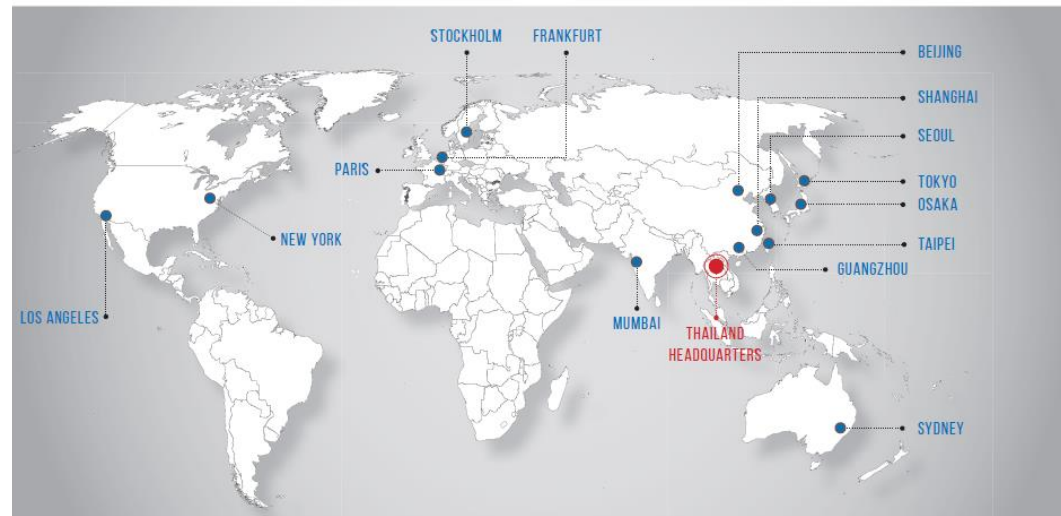 STOCKHOLM
FRANKFURT
BEIJING
SHANGHAI
SEOUL
PARIS
TOKYO
OSAKA
NEW YORK
TAIPEI
GUANGZHOU
LOS ANGELES
MUMBAI
THAILAND
HEADQUARTERS
SYDNEY